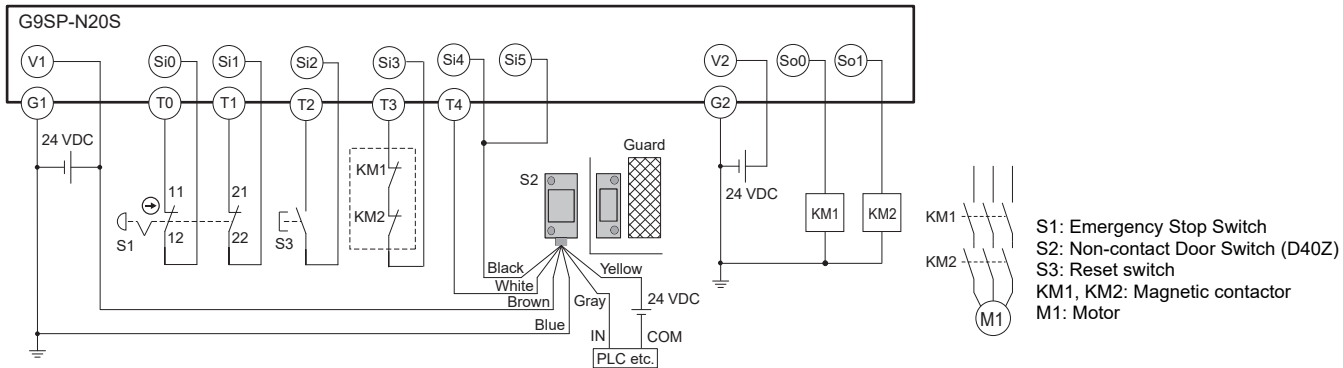 G9SP-N20S
V1 Si0 Si1 Si2 Si3 Si4 Si5 V2 So0 So1
G1 T0 T1 T2 T3 T4 G2
24 VDC
Guard
KM1
S2
24 VDC
11 21
KM2
KM1 KM2
KM1
S1: Emergency Stop Switch
12 22
S1
S3
S2: Non-contact Door Switch (D40Z)
KM2
S3: Reset switch
Black Yellow
White
KM1, KM2: Magnetic contactor
Brown Gray 24 VDC
M1
M1: Motor
Blue
IN COM
PLC etc.